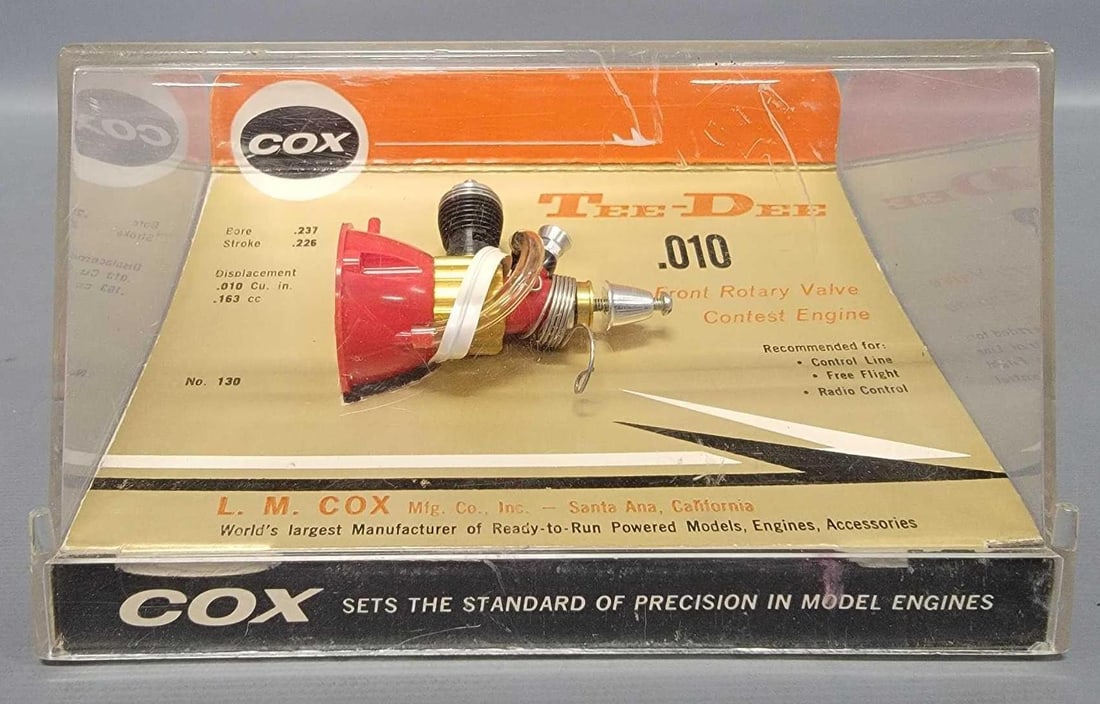 COX
TEE-DEE
.010
Front Rotary Valve
Contest Engine
Bore .237
Stroke .226
Displacement
.010 Cu. in.
.163 cc
No. 130
Recommended for:
• Control Line
• Free Flight
• Radio Control
L. M. COX Mfg. Co., Inc. — Santa Ana, California
World's largest Manufacturer of Ready-to-Run Powered Models, Engines, Accessories
COX SETS THE STANDARD OF PRECISION IN MODEL ENGINES